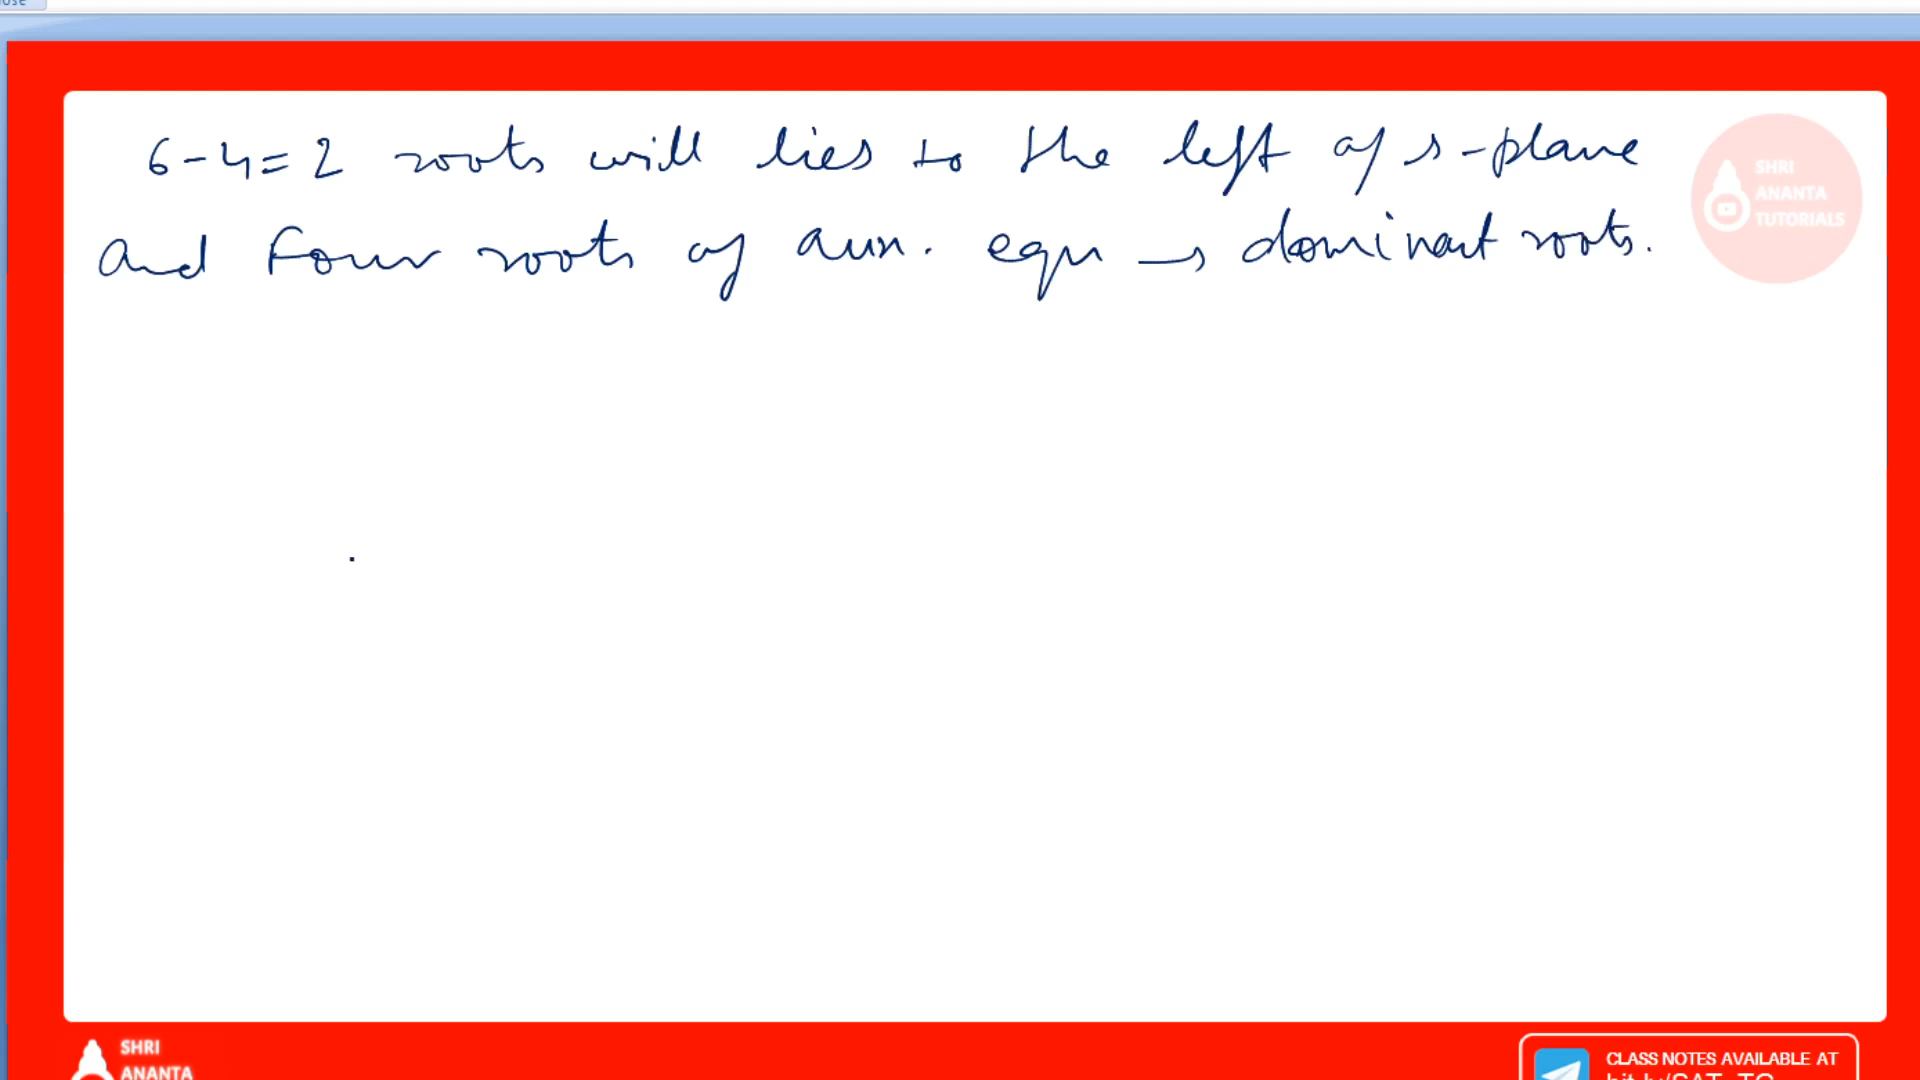 6-4=2 roots will lies to the left of s-plane
and four roots of aux. equn → dominant roots.
SHRI
ANANTA
TUTORIALS
SHRI
ANANTA
CLASS NOTES AVAILABLE AT